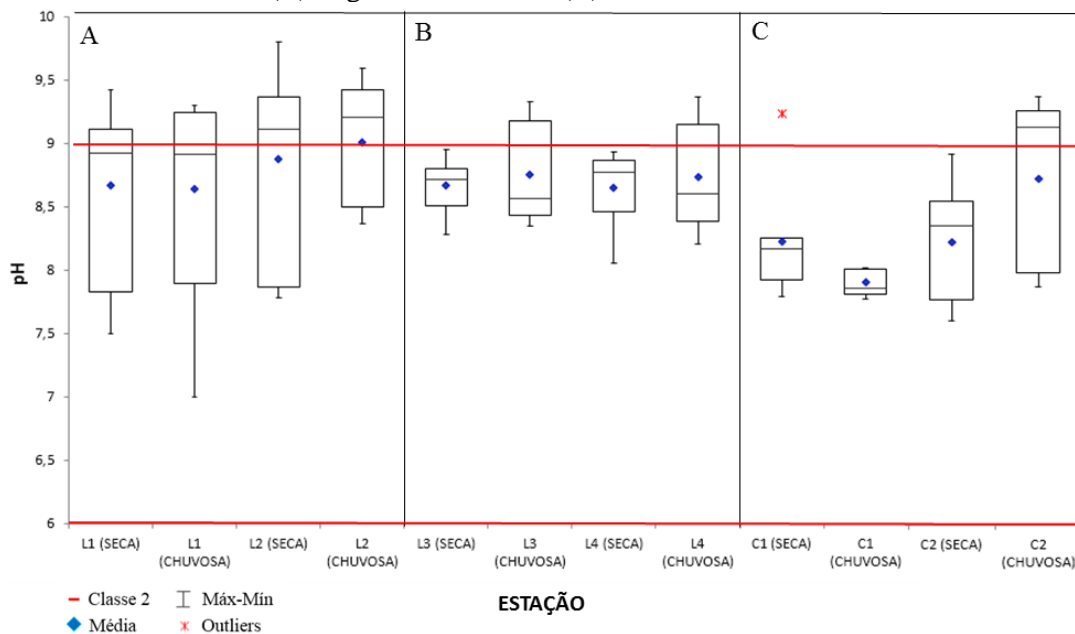 A
B
C
10
9,5
9
8,5
8
7,5
7
6,5
6
pH
L1 (SECA)
L1
(CHUVOSA)
L2 (SECA)
L2
(CHUVOSA)
L3 (SECA)
L3
(CHUVOSA)
L4 (SECA)
L4
(CHUVOSA)
C1 (SECA)
C1
(CHUVOSA)
C2 (SECA)
C2
(CHUVOSA)
Classe 2
Máx-Mín
ESTAÇÃO
Média
Outliers